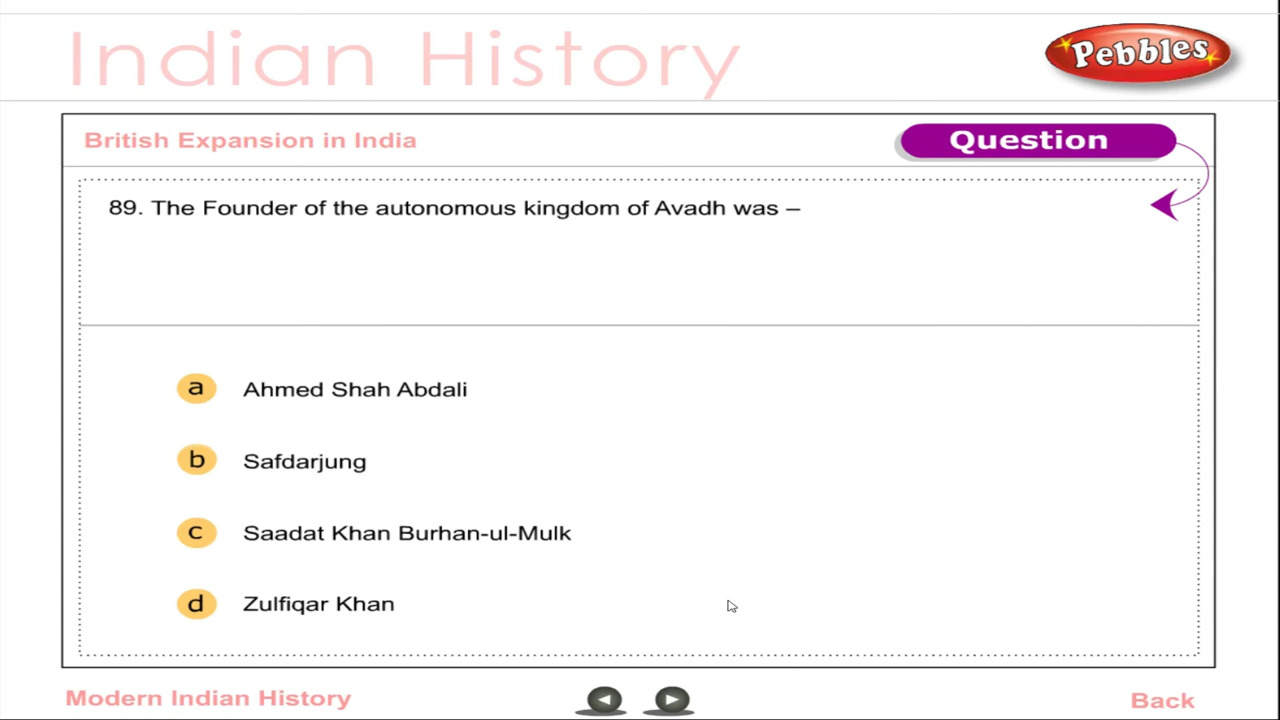 Indian History
Pebbles
British Expansion in India
Question
89. The Founder of the autonomous kingdom of Avadh was –
a Ahmed Shah Abdali
b Safdarjung
c Saadat Khan Burhan-ul-Mulk
d Zulfiqar Khan
Modern Indian History
Back